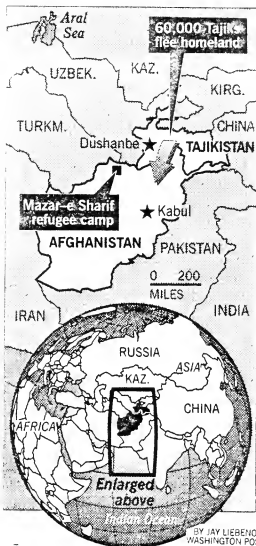 Aral
Sea
60,000 Tajiks
flee homeland
UZBEK.
KAZ.
KIRG.
TURKM.
CHINA
Dushanbe
TAJIKISTAN
Mazar-e Sharif
refugee camp
Kabul
AFGHANISTAN
PAKISTAN
0 200
MILES
IRAN
INDIA
RUSSIA
KAZ.
ASIA
CHINA
AFRICA
Enlarged
above
Indian Ocean
BY JAY
WASHINGTON